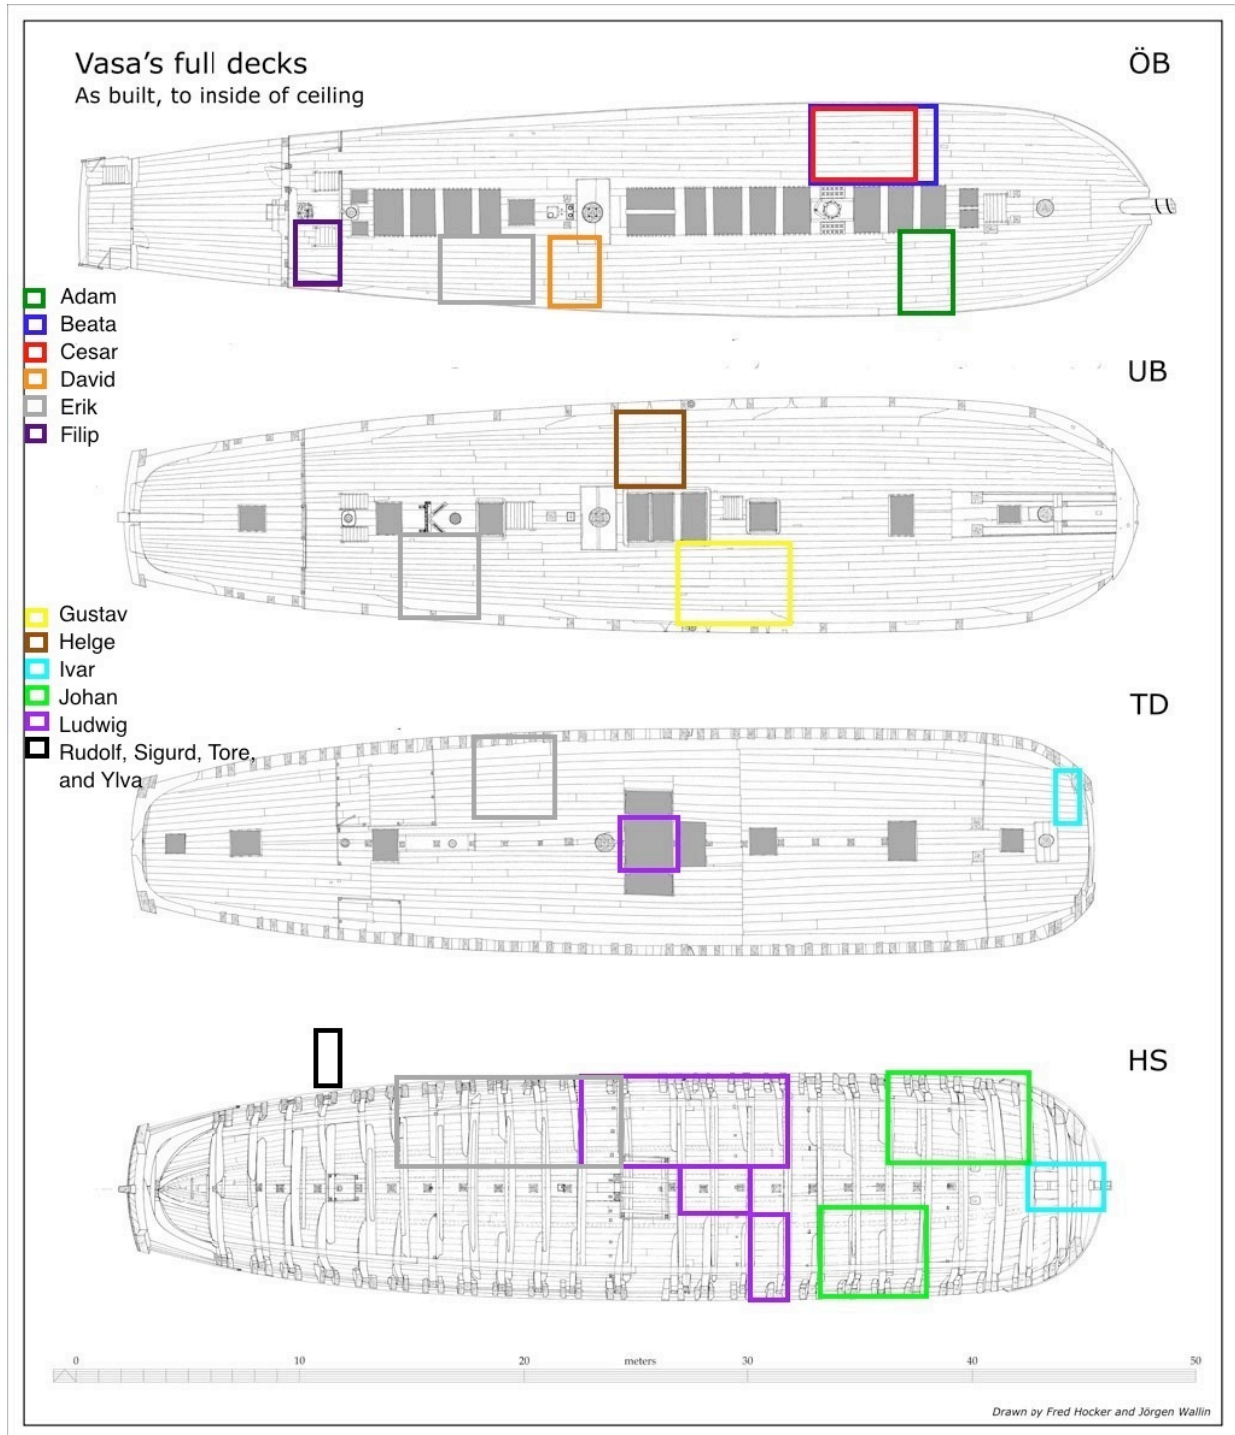 Vasa's full decks
As built, to inside of ceiling
ÖB
Adam
Beata
Cesar
David
Erik
Filip
UB
Gustav
Helge
Ivar
Johan
Ludwig
Rudolf, Sigurd, Tore,
and Ylva
TD
HS
0 10 20 meters 30 40 50
Drawn by Fred Hocker and Jörgen Wallin